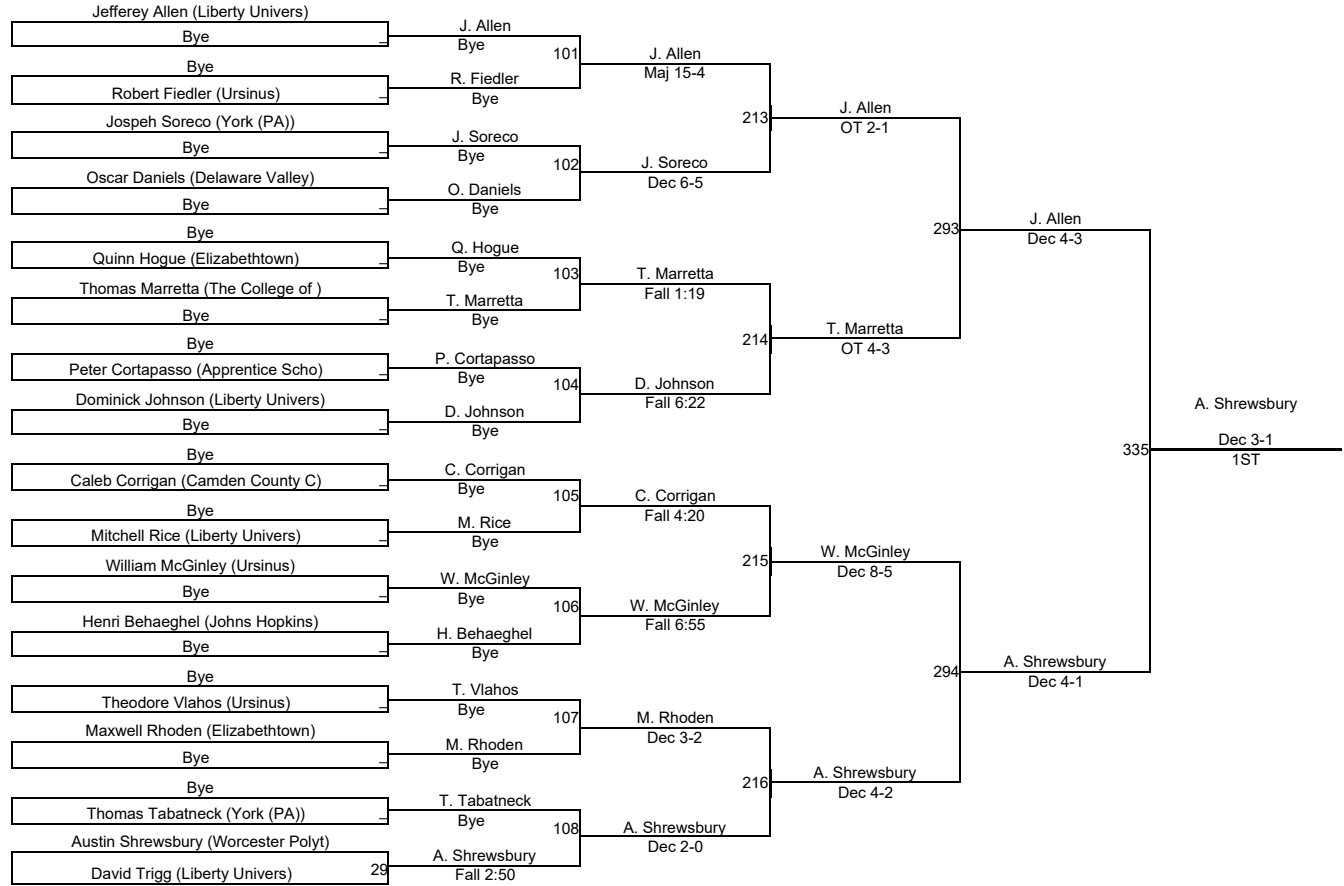 Jefferey Allen (Liberty Univers)
Bye
_
Bye
Robert Fiedler (Ursinus)
_
Jospeh Soreco (York (PA))
Bye
_
Oscar Daniels (Delaware Valley)
Bye
_
Bye
Quinn Hogue (Elizabethtown)
_
Thomas Marretta (The College of )
Bye
_
Bye
Peter Cortapasso (Apprentice Scho)
_
Dominick Johnson (Liberty Univers)
Bye
_
Bye
Caleb Corrigan (Camden County C)
_
Bye
Mitchell Rice (Liberty Univers)
_
William McGinley (Ursinus)
Bye
_
Henri Behaeghel (Johns Hopkins)
Bye
_
Bye
Theodore Vlahos (Ursinus)
_
Maxwell Rhoden (Elizabethtown)
Bye
_
Bye
Thomas Tabatneck (York (PA))
_
Austin Shrewsbury (Worcester Polyt)
David Trigg (Liberty Univers)
29
J. Allen
Bye
101
R. Fiedler
Bye
J. Soreco
Bye
102
O. Daniels
Bye
Q. Hogue
Bye
103
T. Marretta
Bye
P. Cortapasso
Bye
104
D. Johnson
Bye
C. Corrigan
Bye
105
M. Rice
Bye
W. McGinley
Bye
106
H. Behaeghel
Bye
T. Vlahos
Bye
107
M. Rhoden
Bye
T. Tabatneck
Bye
108
A. Shrewsbury
Fall 2:50
J. Allen
Maj 15-4
213
J. Soreco
Dec 6-5
T. Marretta
Fall 1:19
214
D. Johnson
Fall 6:22
C. Corrigan
Fall 4:20
215
W. McGinley
Fall 6:55
M. Rhoden
Dec 3-2
216
A. Shrewsbury
Dec 2-0
J. Allen
OT 2-1
293
T. Marretta
OT 4-3
W. McGinley
Dec 8-5
294
A. Shrewsbury
Dec 4-2
J. Allen
Dec 4-3
335
A. Shrewsbury
Dec 4-1
A. Shrewsbury
Dec 3-1
1ST